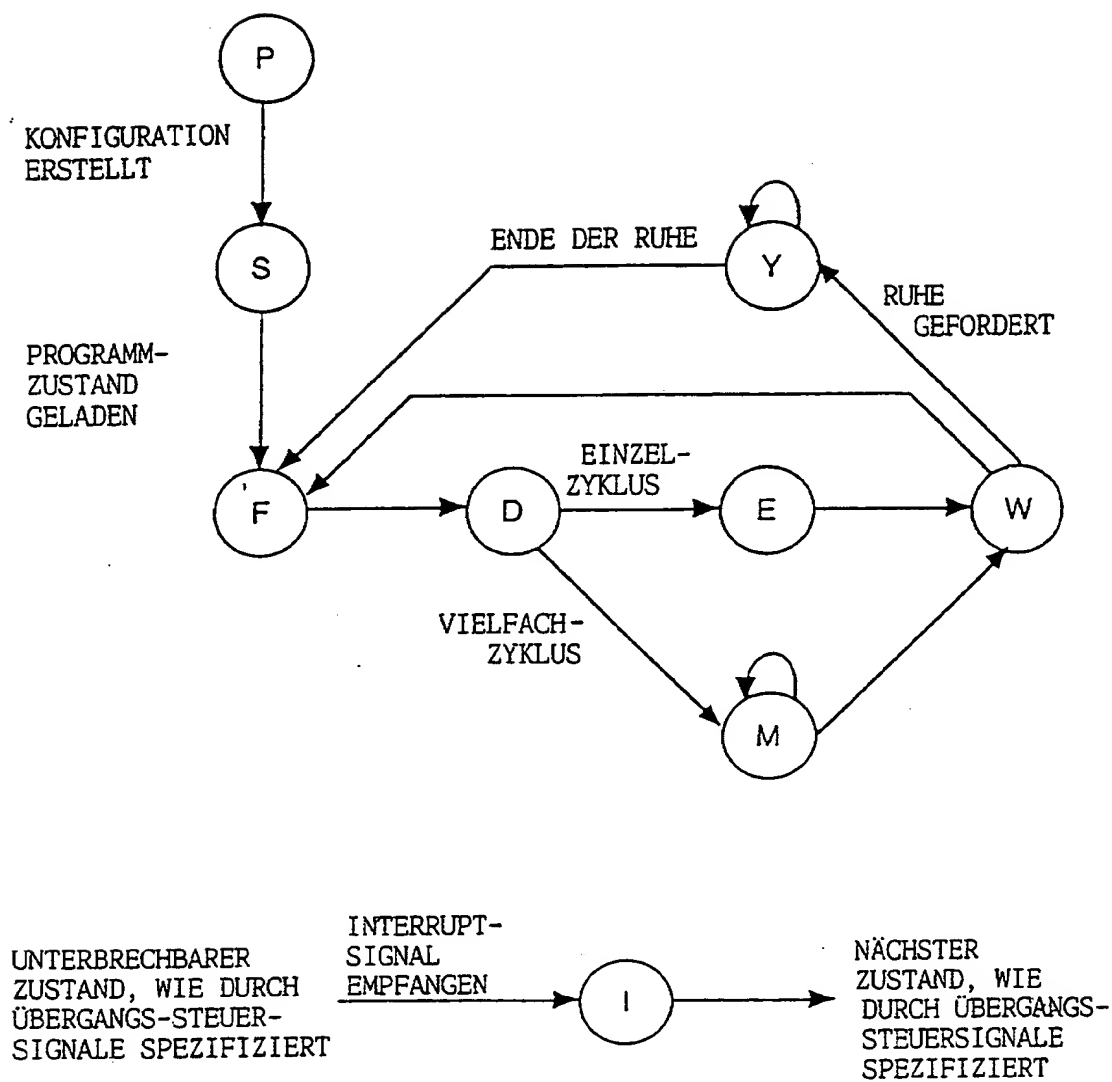 P
KONFIGURATION
ERSTELLT
S
ENDE DER RUHE
Y
RUHE
GEFORDERT
PROGRAMM-
ZUSTAND
GELADEN
EINZEL-
ZYKLUS
F
D
E
W
VIELFACH-
ZYKLUS
M
UNTERBRECHBARER
ZUSTAND, WIE DURCH
ÜBERGANGS-STEUER-
SIGNALE SPEZIFIZIERT
INTERRUPT-
SIGNAL
EMPFANGEN
I
NÄCHSTER
ZUSTAND, WIE
DURCH ÜBERGANGS-
STEUERSIGNALE
SPEZIFIZIERT